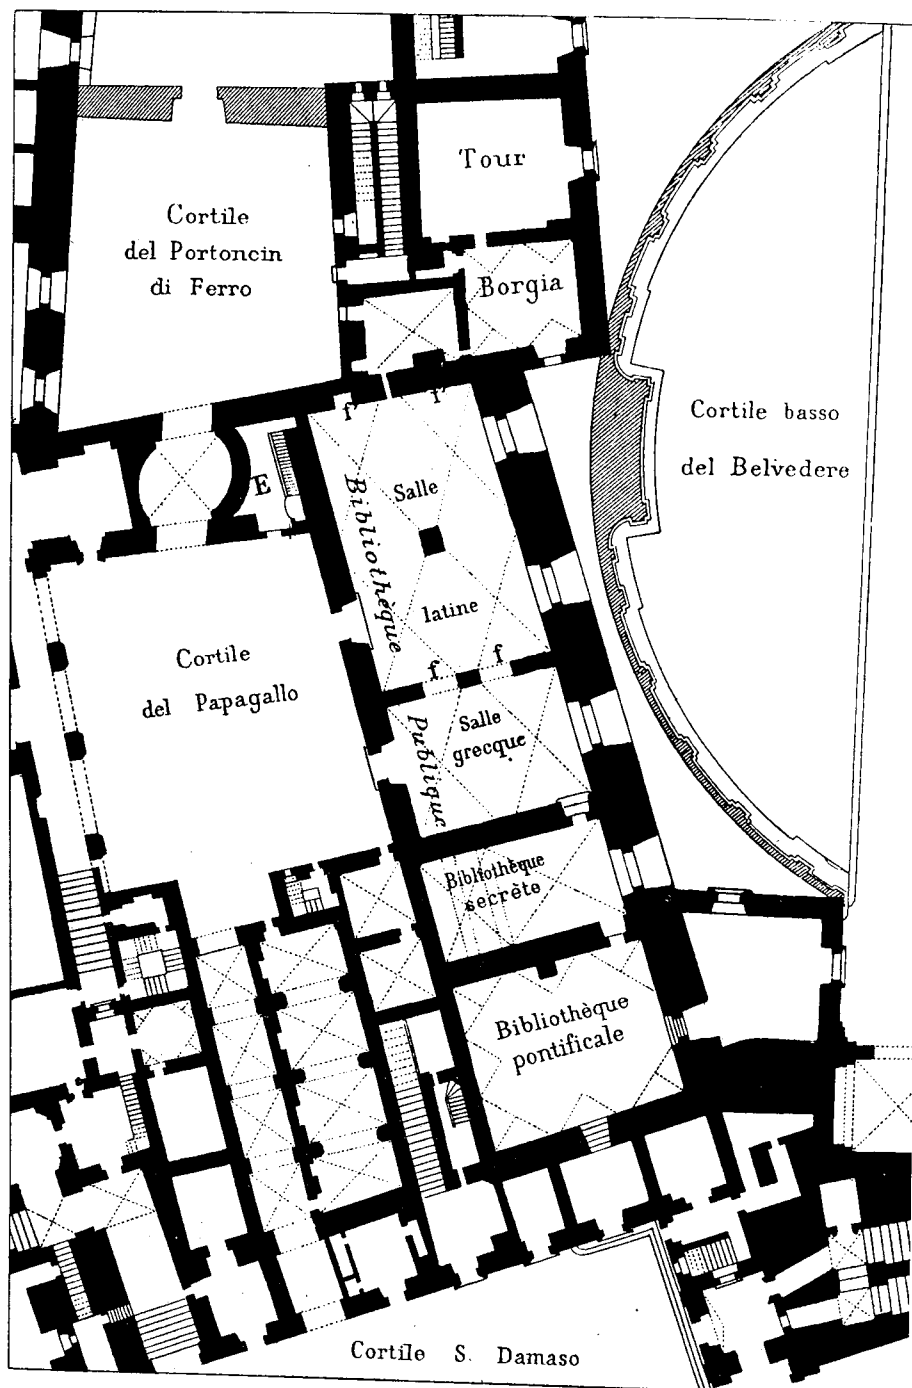 Tour
Cortile
del Portoncin
di Ferro
Borgia
f'
f'
Cortile basso
del Belvedere
E
Salle
latine
Bibliothèque
Publique
f
f
Cortile
del Papagallo
Salle
grecque
Bibliothèque
secrète
Bibliothèque
pontificale
Cortile S. Damaso